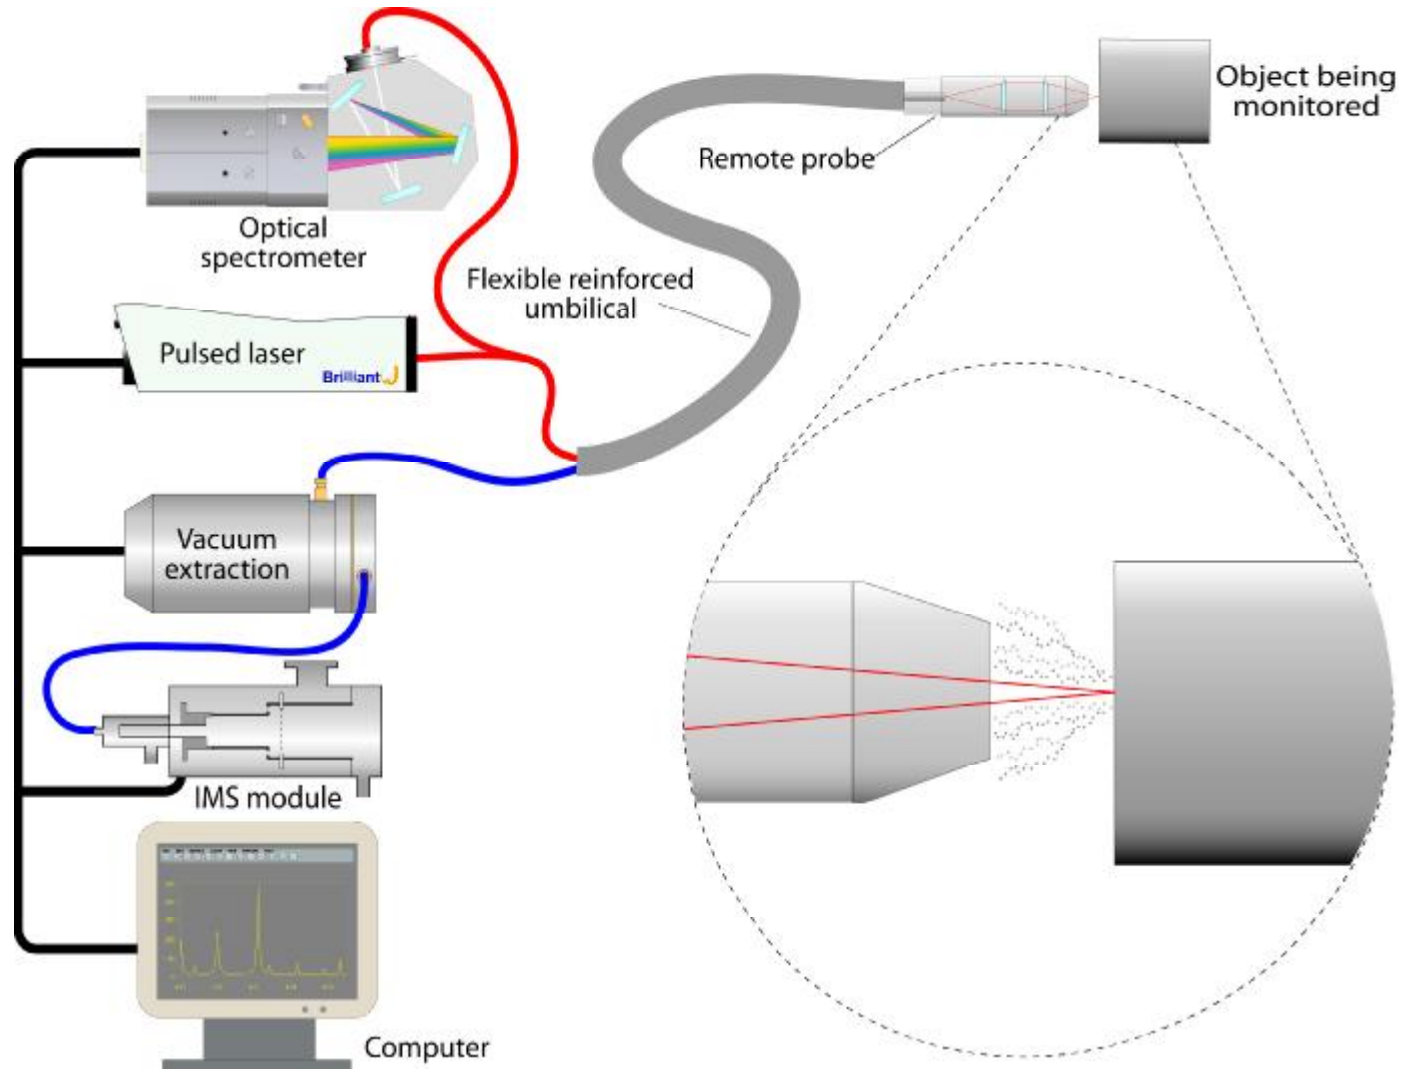 Object being
monitored
Remote probe
Optical
spectrometer
Flexible reinforced
umbilical
Pulsed laser
Brilliant
Vacuum
extraction
IMS module
Computer